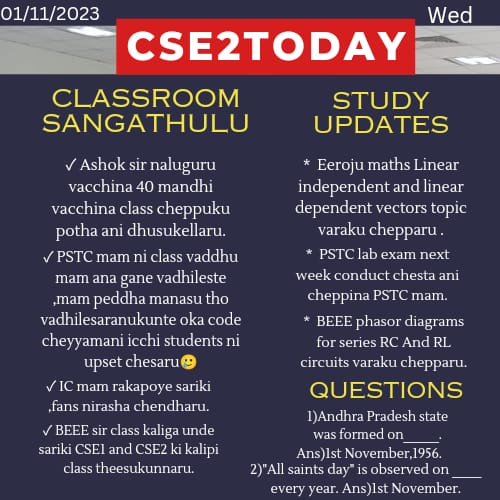 01/11/2023
Wed
CSE2TODAY
CLASSROOM
SANGATHULU
✓ Ashok sir naluguru
vacchina 40 mandhi
vacchina class cheppuku
potha ani dhusukellaru.
✓ PSTC mam ni class vaddhu
mam ana gane vadhileste
,mam peddha manasu tho
vadhilesaranukunte oka code
cheyyamani icchi students ni
upset chesaru🥲
✓ IC mam rakapoye sariki
,fans nirasha chendharu.
✓ BEEE sir class kaliga unde
sariki CSE1 and CSE2 ki kalipi
class theesukunnaru.
STUDY
UPDATES
* Eeroju maths Linear
independent and linear
dependent vectors topic
varaku chepparu .
* PSTC lab exam next
week conduct chesta ani
cheppina PSTC mam.
* BEEE phasor diagrams
for series RC And RL
circuits varaku chepparu.
QUESTIONS
1)Andhra Pradesh state
was formed on_____.
Ans)1st November,1956.
2)"All saints day" is observed on ____
every year. Ans)1st November.